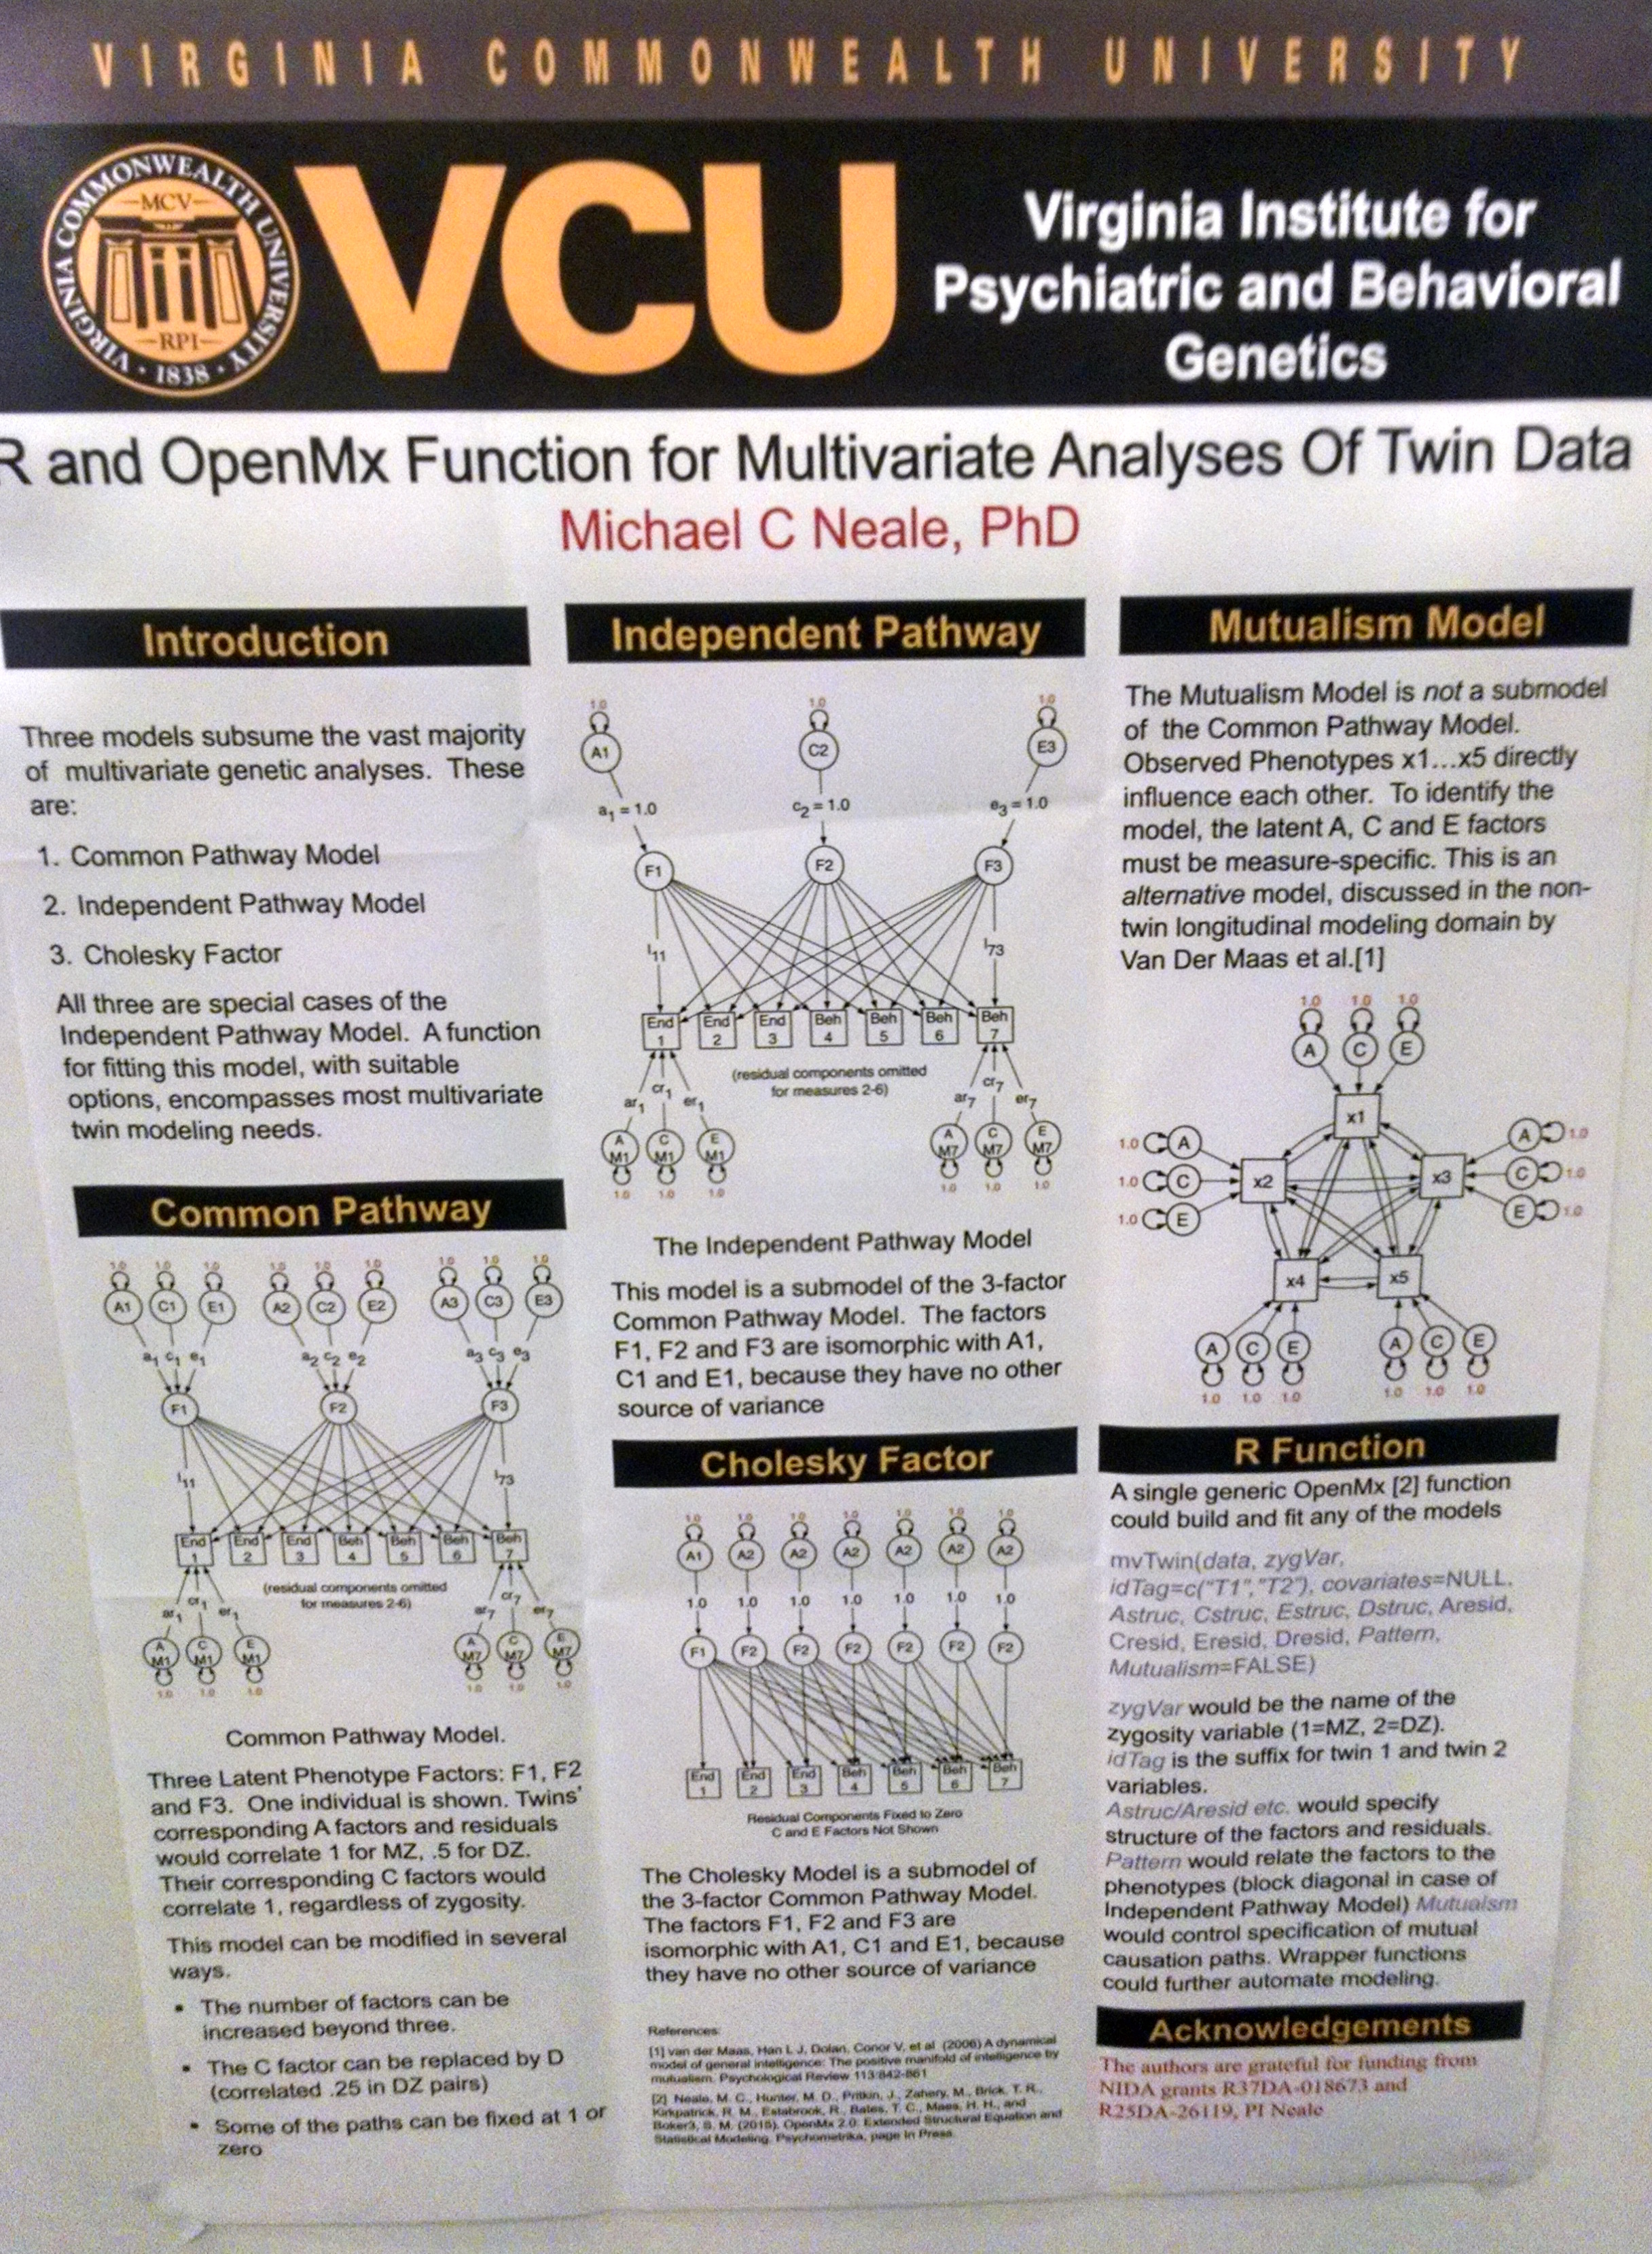 VIRGINIA COMMONWEALTH UNIVERSITY
VIRGINIA COMMONWEALTH UNIVERSITY · 1838 ·
MCV
RPI
VCU
Virginia Institute for
Psychiatric and Behavioral
Genetics
R and OpenMx Function for Multivariate Analyses Of Twin Data
Michael C Neale, PhD
Introduction
Three models subsume the vast majority
of multivariate genetic analyses. These
are:
1. Common Pathway Model
2. Independent Pathway Model
3. Cholesky Factor
All three are special cases of the
Independent Pathway Model. A function
for fitting this model, with suitable
options, encompasses most multivariate
twin modeling needs.
Common Pathway
1.0 1.0 1.0 1.0 1.0 1.0 1.0 1.0 1.0
A1 C1 E1 A2 C2 E2 A3 C3 E3
a1 c1 e1 a2 c2 e2 a3 c3 e3
F1 F2 F3
l11 l73
End 1 End 2 End 3 Beh 4 Beh 5 Beh 6 Beh 7
(residual components omitted
for measures 2-6)
ar1 cr1 er1 ar7 cr7 er7
A M1 C M1 E M1 A M7 C M7 E M7
1.0 1.0 1.0 1.0 1.0 1.0
Common Pathway Model.
Three Latent Phenotype Factors: F1, F2
and F3. One individual is shown. Twins'
corresponding A factors and residuals
would correlate 1 for MZ, .5 for DZ.
Their corresponding C factors would
correlate 1, regardless of zygosity.
This model can be modified in several
ways.
• The number of factors can be
increased beyond three.
• The C factor can be replaced by D
(correlated .25 in DZ pairs)
• Some of the paths can be fixed at 1 or
zero
Independent Pathway
1.0 1.0 1.0
A1 C2 E3
a1 = 1.0 c2 = 1.0 e3 = 1.0
F1 F2 F3
l11 l73
End 1 End 2 End 3 Beh 4 Beh 5 Beh 6 Beh 7
(residual components omitted
for measures 2-6)
ar1 cr1 er1 ar7 cr7 er7
A M1 C M1 E M1 A M7 C M7 E M7
1.0 1.0 1.0 1.0 1.0 1.0
The Independent Pathway Model
This model is a submodel of the 3-factor
Common Pathway Model. The factors
F1, F2 and F3 are isomorphic with A1,
C1 and E1, because they have no other
source of variance
Cholesky Factor
1.0 1.0 1.0 1.0 1.0 1.0 1.0
A1 A2 A2 A2 A2 A2 A2
1.0 1.0 1.0 1.0 1.0 1.0 1.0
F1 F2 F2 F2 F2 F2 F2
End 1 End 2 End 3 Beh 4 Beh 5 Beh 6 Beh 7
Residual Components Fixed to Zero
C and E Factors Not Shown
The Cholesky Model is a submodel of
the 3-factor Common Pathway Model.
The factors F1, F2 and F3 are
isomorphic with A1, C1 and E1, because
they have no other source of variance
References:
[1] van der Maas, Han L J, Dolan, Conor V, et al (2006) A dynamical
model of general intelligence: The positive manifold of intelligence by
mutualism. Psychological Review 113:842-861
[2] Neale, M. C., Hunter, M. D., Pritkin, J., Zahery, M., Brick, T. R.,
Kirkpatrick, R. M., Estabrook, R., Bates, T. C., Maes, H. H., and
Boker3, S. M. (2015). OpenMx 2.0: Extended Structural Equation and
Statistical Modeling. Psychometrika, page In Press.
Mutualism Model
The Mutualism Model is not a submodel
of the Common Pathway Model.
Observed Phenotypes x1...x5 directly
influence each other. To identify the
model, the latent A, C and E factors
must be measure-specific. This is an
alternative model, discussed in the non-
twin longitudinal modeling domain by
Van Der Maas et al.[1]
1.0 1.0 1.0
A C E
x1
1.0 A A 1.0
1.0 C x2 x3 C 1.0
1.0 E E 1.0
x4 x5
A C E A C E
1.0 1.0 1.0 1.0 1.0 1.0
R Function
A single generic OpenMx [2] function
could build and fit any of the models
mvTwin(data, zygVar,
idTag=c("T1","T2"), covariates=NULL,
Astruc, Cstruc, Estruc, Dstruc, Aresid,
Cresid, Eresid, Dresid, Pattern,
Mutualism=FALSE)
zygVar would be the name of the
zygosity variable (1=MZ, 2=DZ).
idTag is the suffix for twin 1 and twin 2
variables.
Astruc/Aresid etc. would specify
structure of the factors and residuals.
Pattern would relate the factors to the
phenotypes (block diagonal in case of
Independent Pathway Model) Mutualsm
would control specification of mutual
causation paths. Wrapper functions
could further automate modeling.
Acknowledgements
The authors are grateful for funding from
NIDA grants R37DA-018673 and
R25DA-26119, PI Neale